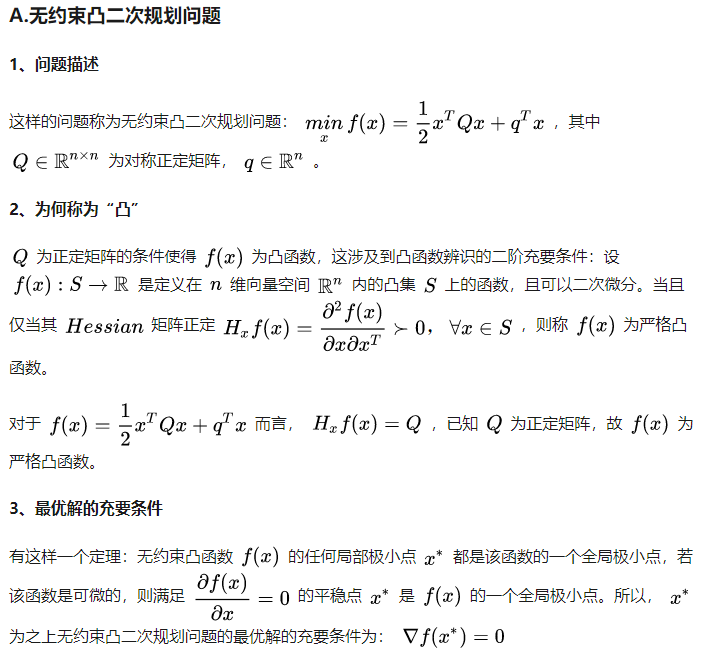 A.无约束凸二次规划问题
1、问题描述
这样的问题称为无约束凸二次规划问题： $\min_{x} f(x) = \frac{1}{2}x^T Qx + q^T x$ ，其中
$Q \in \mathbb{R}^{n \times n}$ 为对称正定矩阵， $q \in \mathbb{R}^n$ 。
2、为何称为“凸”
$Q$ 为正定矩阵的条件使得 $f(x)$ 为凸函数，这涉及到凸函数辨识的二阶充要条件：设
$f(x) : S \to \mathbb{R}$ 是定义在 $n$ 维向量空间 $\mathbb{R}^n$ 内的凸集 $S$ 上的函数，且可以二次微分。当且
仅当其 $Hessian$ 矩阵正定 $H_x f(x) = \frac{\partial^2 f(x)}{\partial x \partial x^T} \succ 0， \forall x \in S$ ，则称 $f(x)$ 为严格凸
函数。
对于 $f(x) = \frac{1}{2}x^T Qx + q^T x$ 而言， $H_x f(x) = Q$ ，已知 $Q$ 为正定矩阵，故 $f(x)$ 为
严格凸函数。
3、最优解的充要条件
有这样一个定理：无约束凸函数 $f(x)$ 的任何局部极小点 $x^*$ 都是该函数的一个全局极小点，若
该函数是可微的，则满足 $\frac{\partial f(x)}{\partial x} = 0$ 的平稳点 $x^*$ 是 $f(x)$ 的一个全局极小点。所以， $x^*$
为之上无约束凸二次规划问题的最优解的充要条件为： $\nabla f(x^*) = 0$